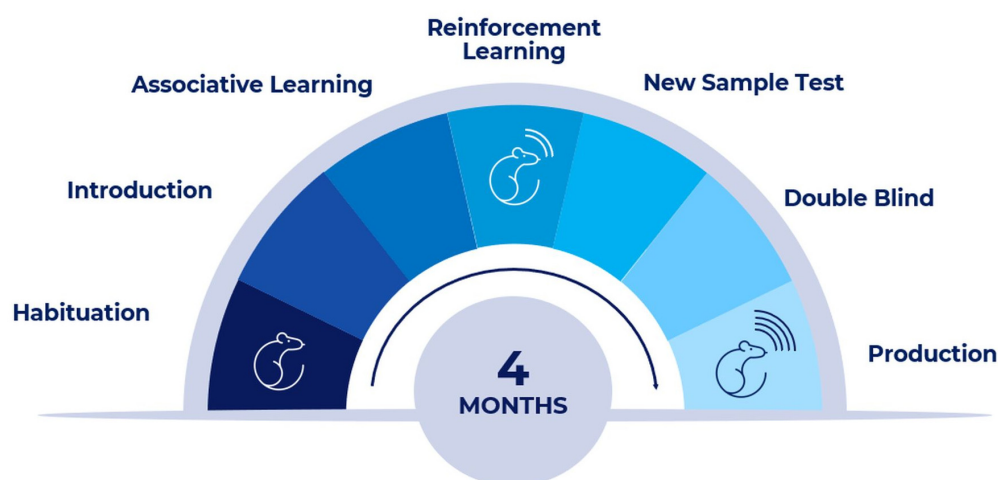 Reinforcement
Learning
Associative Learning
New Sample Test
Introduction
Double Blind
Habituation
Production
4
MONTHS